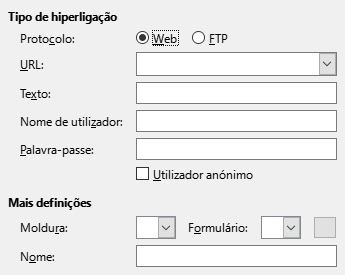 Tipo de hiperligação
Protocolo: Web FTP
URL:
Texto:
Nome de utilizador:
Palavra-passe:
Utilizador anónimo
Mais definições
Moldura: Formulário:
Nome: